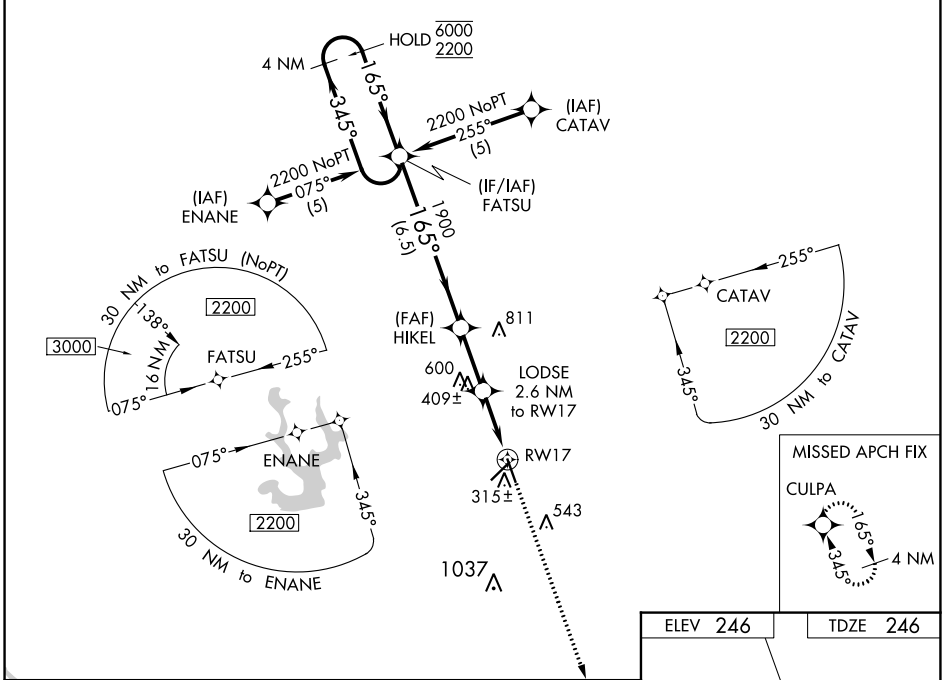 HOLD 6000
2200
4 NM
165°
345°
2200 NoPT
255°
(5)
(IAF)
CATAV
2200 NoPT
075°
(5)
(IAF)
ENANE
(IF/IAF)
FATSU
1900
165°
(6.5)
30 NM to FATSU (NoPT)
2200
138°
3000
16 NM
FATSU
255°
075°
(FAF)
HIKEL
811
600
409±
LODSE
2.6 NM
to RW17
RW17
315±
543
1037
255°
CATAV
2200
345°
30 NM to CATAV
075°
ENANE
345°
2200
30 NM to ENANE
MISSED APCH FIX
CULPA
165°
345°
4 NM
ELEV 246
TDZE 246